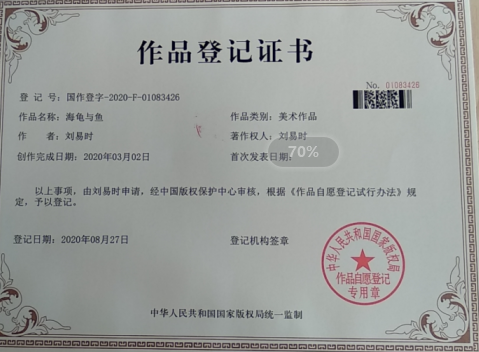 作品登记证书
No. 01083426
登 记 号：国作登字-2020-F-01083426
作品名称：海龟与鱼
作品类别：美术作品
作 者：刘易时
著作权人：刘易时
创作完成日期：2020年03月02日
首次发表日期：
70%
以上事项，由刘易时申请，经中国版权保护中心审核，根据《作品自愿登记试行办法》规
定，予以登记。
登记日期：2020年08月27日
登记机构签章
中华人民共和国国家版权局
作品自愿登记
专用章
中华人民共和国国家版权局统一监制